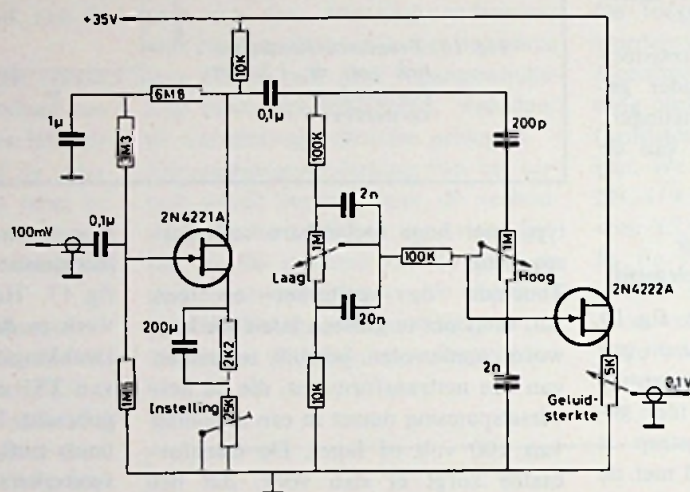 +35V
10K
6M8
0,1µ
1µ
3M3
100K
200p
2n
2N4221A
100mV
0,1µ
1M
Laag
100K
1M
Hoog
2N4222A
200µ
2K2
20n
1M5
Instelling
25K
10K
2n
5K
0,1V
Geluid-
sterkte